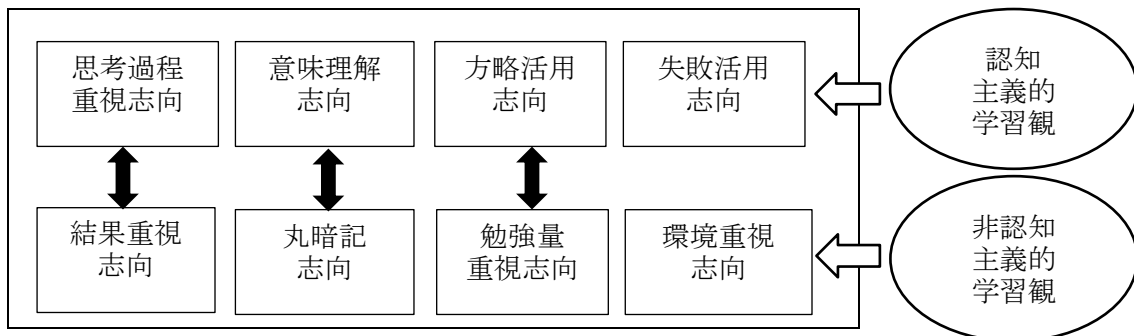 思考過程
重視志向
意味理解
志向
方略活用
志向
失敗活用
志向
認知
主義的
学習観
結果重視
志向
丸暗記
志向
勉強量
重視志向
環境重視
志向
非認知
主義的
学習観